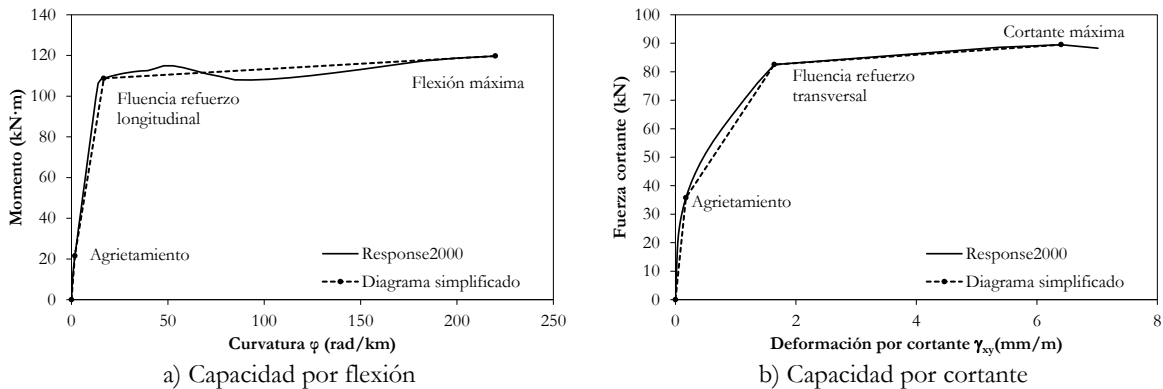 140
120
100
80
60
40
20
0
Momento (kN·m)
Flexión máxima
Fluencia refuerzo
longitudinal
Agrietamiento
Response2000
Diagrama simplificado
0
50
100
150
200
250
Curvatura φ (rad/km)
a) Capacidad por flexión
100
90
80
70
60
50
40
30
20
10
0
Fuerza cortante (kN)
Cortante máxima
Fluencia refuerzo
transversal
Agrietamiento
Response2000
Diagrama simplificado
0
2
4
6
8
Deformación por cortante γxy(mm/m)
b) Capacidad por cortante